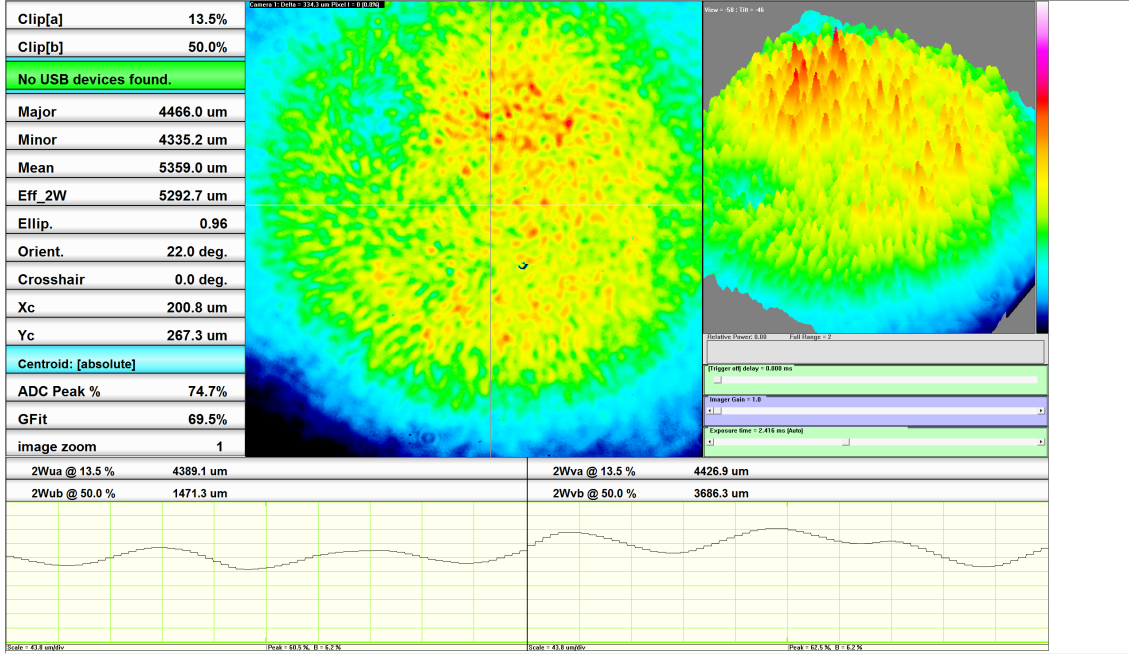 Clip[a] 13.5%
Clip[b] 50.0%
No USB devices found.
Major 4466.0 um
Minor 4335.2 um
Mean 5359.0 um
Eff_2W 5292.7 um
Ellip. 0.96
Orient. 22.0 deg.
Crosshair 0.0 deg.
Xc 200.8 um
Yc 267.3 um
Centroid: [absolute]
ADC Peak % 74.7%
GFit 69.5%
image zoom 1
Camera 1: Delta = 334.3 um Pixel I = 0 (0.0%)
View = -58 : Tilt = -46
Relative Power: 0.00 Full Range = 2
[Trigger off] delay = 0.000 ms
Imager Gain = 1.0
Exposure time = 2.416 ms [Auto]
2Wua @ 13.5 % 4389.1 um 2Wva @ 13.5 % 4426.9 um
2Wub @ 50.0 % 1471.3 um 2Wvb @ 50.0 % 3686.3 um
Scale = 43.8 um/div Peak = 60.5 %, B = 6.2 % Scale = 43.8 um/div Peak = 62.5 %, B = 6.2 %